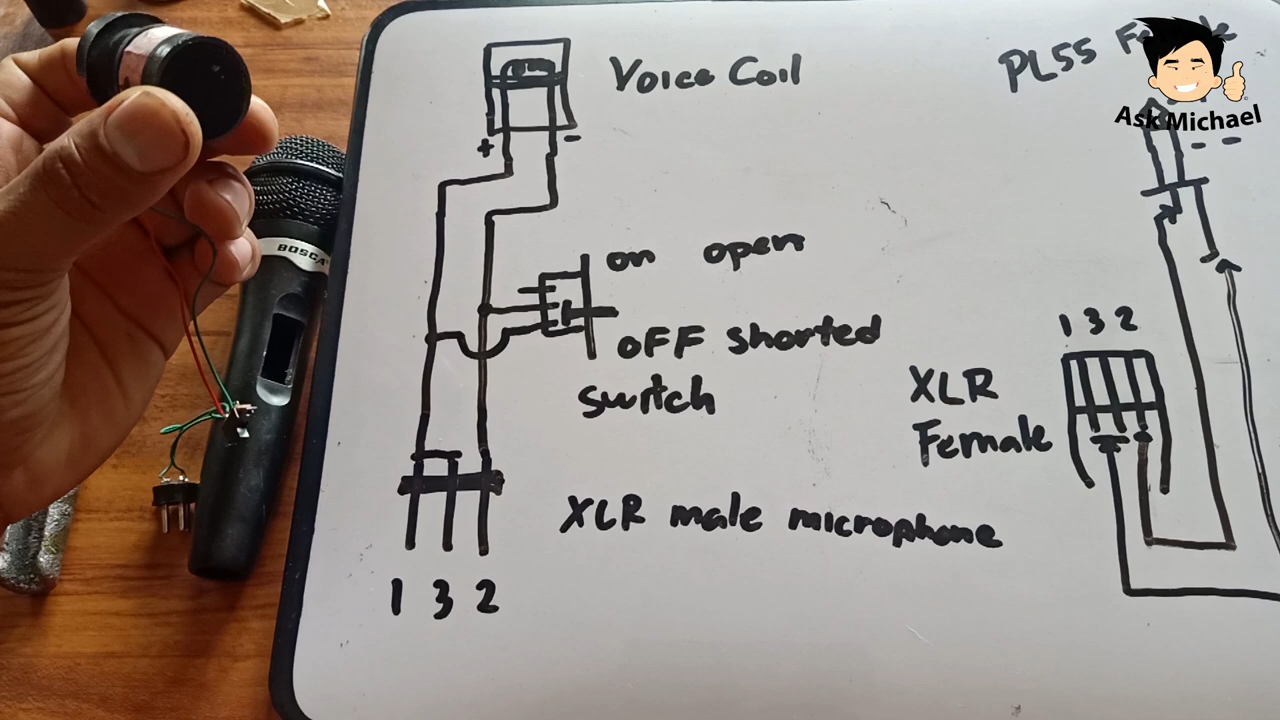 Voice Coil
+ -
on open
OFF shorted
switch
XLR male microphone
1 3 2
PL55
Ask Michael
- -
1 3 2
XLR
Female
BOSCA